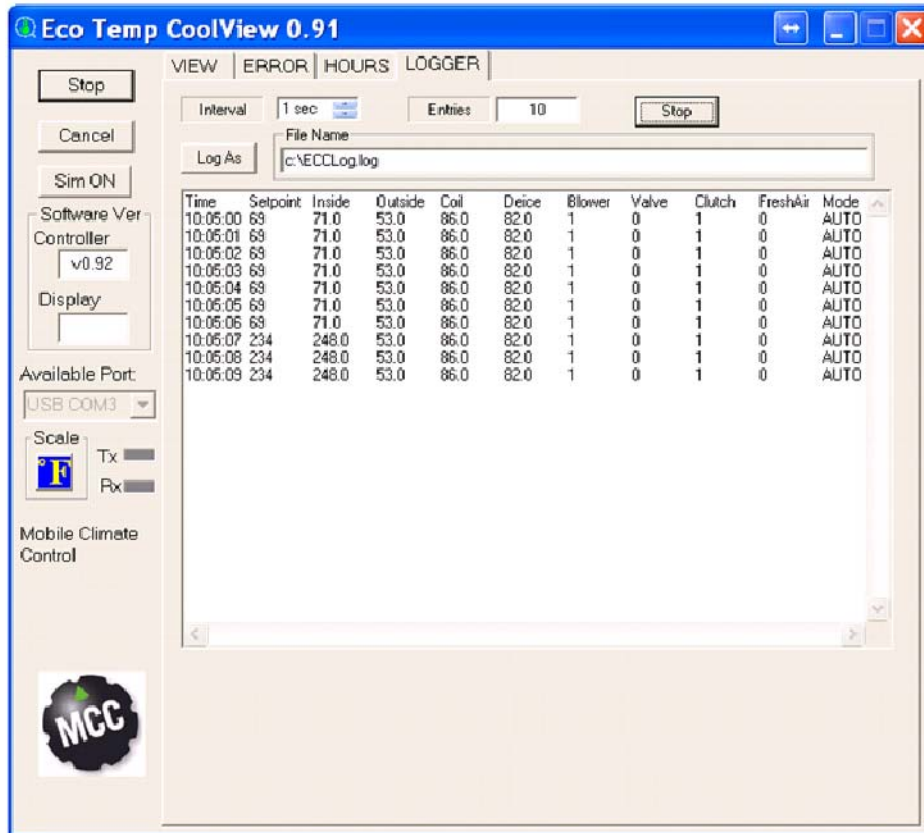 Eco Temp CoolView 0.91
VIEW ERROR HOURS LOGGER
Stop
Cancel
Sim ON
Software Ver
Controller
v0.92
Display
Available Port:
USB COM3
Scale
°F
Tx
Rx
Mobile Climate
Control
MCC
Interval 1 sec Entries 10 Stop
File Name
Log As c:\ECCLog.log
Time Setpoint Inside Outside Coil Deice Blower Valve Clutch FreshAir Mode
10:05:00 69 71.0 53.0 86.0 82.0 1 0 1 0 AUTO
10:05:01 69 71.0 53.0 86.0 82.0 1 0 1 0 AUTO
10:05:02 69 71.0 53.0 86.0 82.0 1 0 1 0 AUTO
10:05:03 69 71.0 53.0 86.0 82.0 1 0 1 0 AUTO
10:05:04 69 71.0 53.0 86.0 82.0 1 0 1 0 AUTO
10:05:05 69 71.0 53.0 86.0 82.0 1 0 1 0 AUTO
10:05:06 69 71.0 53.0 86.0 82.0 1 0 1 0 AUTO
10:05:07 234 248.0 53.0 86.0 82.0 1 0 1 0 AUTO
10:05:08 234 248.0 53.0 86.0 82.0 1 0 1 0 AUTO
10:05:09 234 248.0 53.0 86.0 82.0 1 0 1 0 AUTO